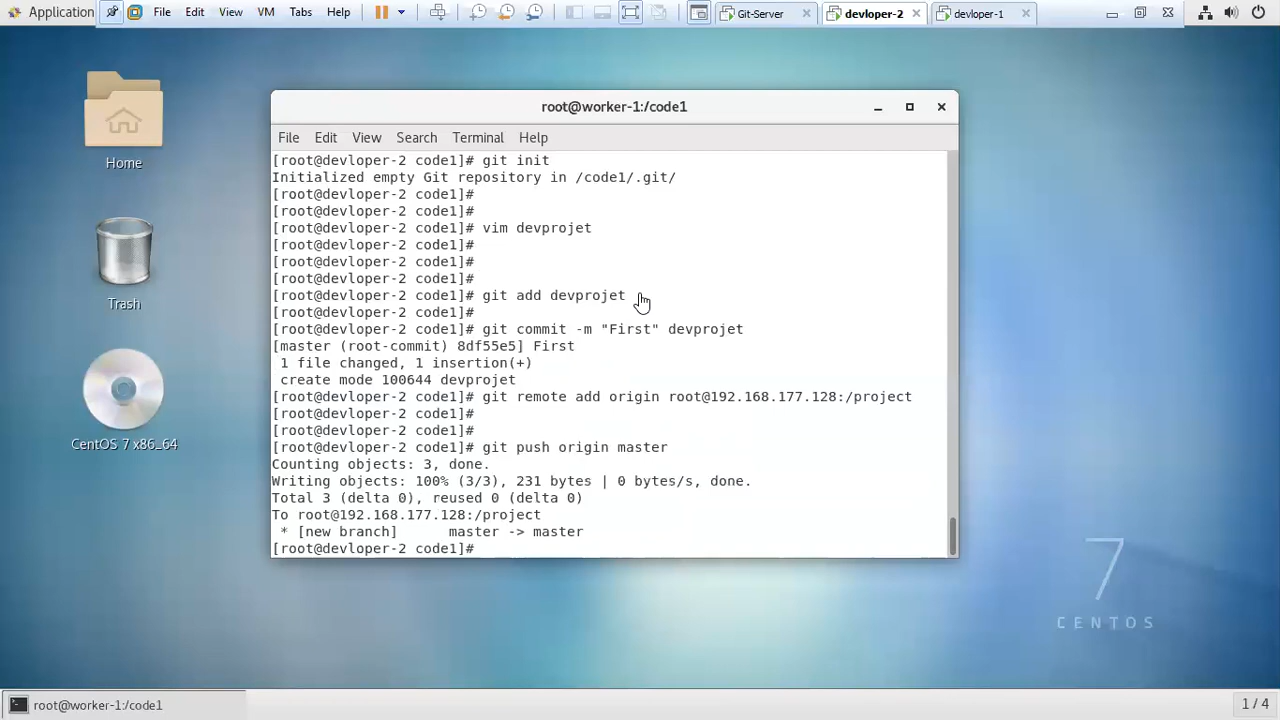 Application
File Edit View VM Tabs Help
Git-Server
devloper-2
devloper-1
Home
Trash
CentOS 7 x86_64
root@worker-1:/code1
File Edit View Search Terminal Help
[root@devloper-2 code1]# git init
Initialized empty Git repository in /code1/.git/
[root@devloper-2 code1]#
[root@devloper-2 code1]#
[root@devloper-2 code1]# vim devprojet
[root@devloper-2 code1]#
[root@devloper-2 code1]#
[root@devloper-2 code1]#
[root@devloper-2 code1]# git add devprojet
[root@devloper-2 code1]#
[root@devloper-2 code1]# git commit -m "First" devprojet
[master (root-commit) 8df55e5] First
1 file changed, 1 insertion(+)
create mode 100644 devprojet
[root@devloper-2 code1]# git remote add origin root@192.168.177.128:/project
[root@devloper-2 code1]#
[root@devloper-2 code1]#
[root@devloper-2 code1]# git push origin master
Counting objects: 3, done.
Writing objects: 100% (3/3), 231 bytes | 0 bytes/s, done.
Total 3 (delta 0), reused 0 (delta 0)
To root@192.168.177.128:/project
* [new branch] master -> master
[root@devloper-2 code1]#
7
CENTOS
root@worker-1:/code1
1 / 4